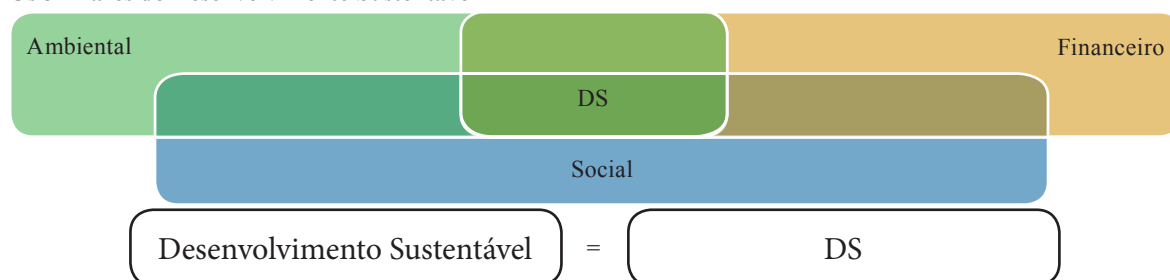 Ambiental
Financeiro
DS
Social
Desenvolvimento Sustentável = DS